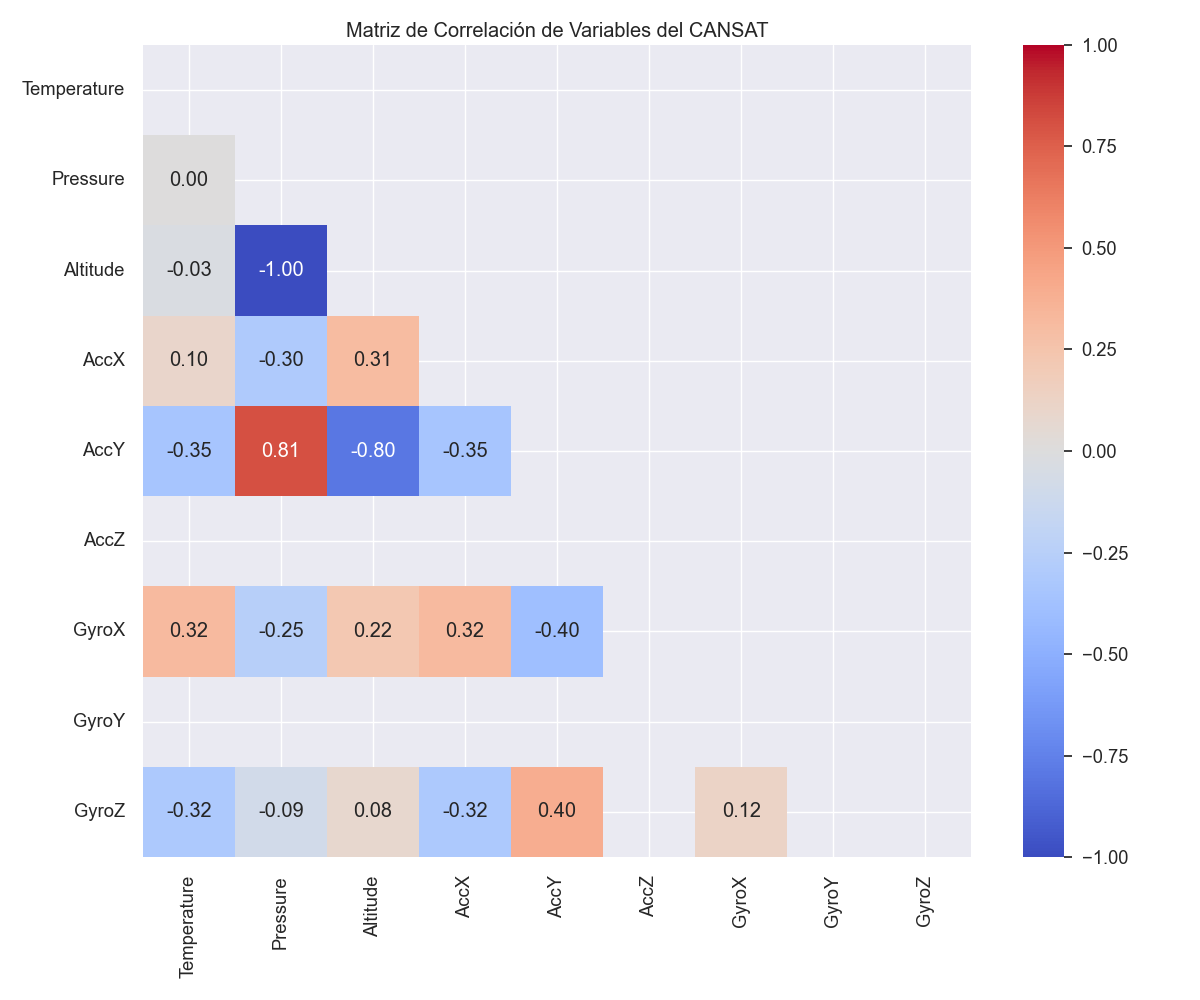 Matriz de Correlación de Variables del CANSAT
Temperature
Pressure 0.00
Altitude -0.03 -1.00
AccX 0.10 -0.30 0.31
AccY -0.35 0.81 -0.80 -0.35
AccZ
GyroX 0.32 -0.25 0.22 0.32 -0.40
GyroY
GyroZ -0.32 -0.09 0.08 -0.32 0.40 0.12
Temperature Pressure Altitude AccX AccY AccZ GyroX GyroY GyroZ
1.00
0.75
0.50
0.25
0.00
−0.25
−0.50
−0.75
−1.00